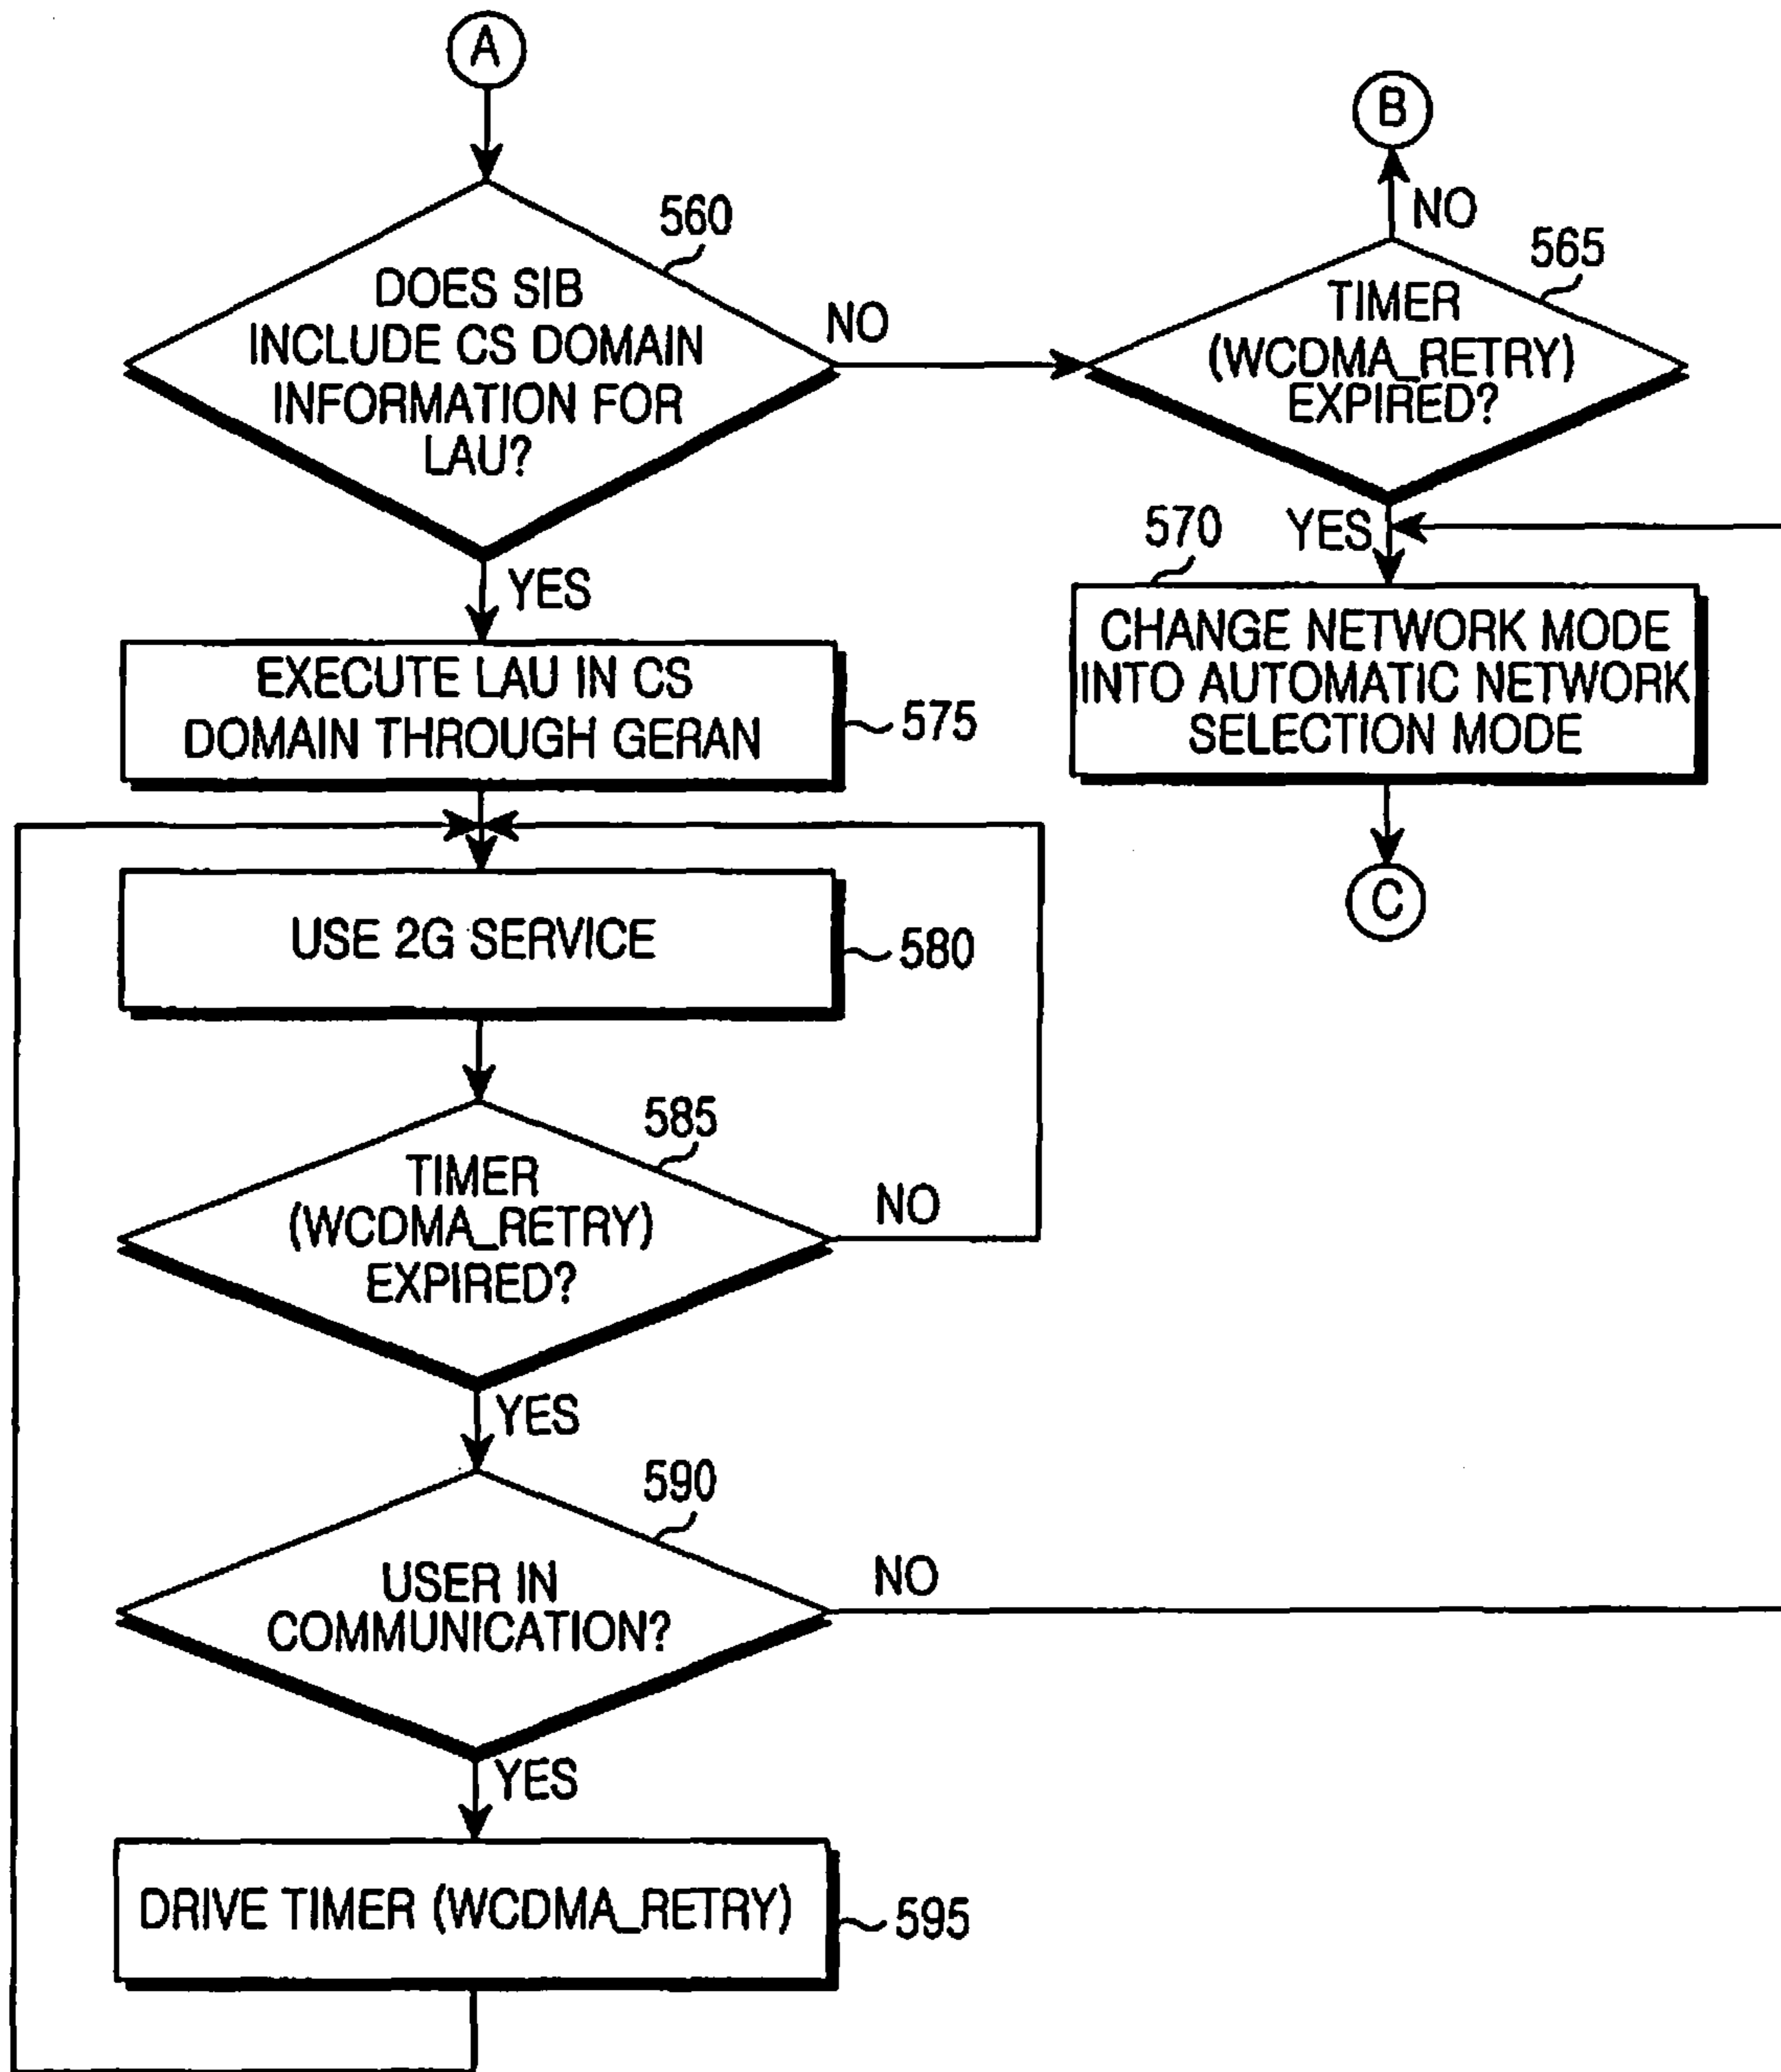 A
560
DOES SIB
INCLUDE CS DOMAIN
INFORMATION FOR
LAU?
NO
YES
B
NO
565
TIMER
(WCDMA_RETRY)
EXPIRED?
YES
570
CHANGE NETWORK MODE
INTO AUTOMATIC NETWORK
SELECTION MODE
C
EXECUTE LAU IN CS
DOMAIN THROUGH GERAN
575
USE 2G SERVICE
580
585
TIMER
(WCDMA_RETRY)
EXPIRED?
NO
YES
590
USER IN
COMMUNICATION?
NO
YES
DRIVE TIMER (WCDMA_RETRY)
595